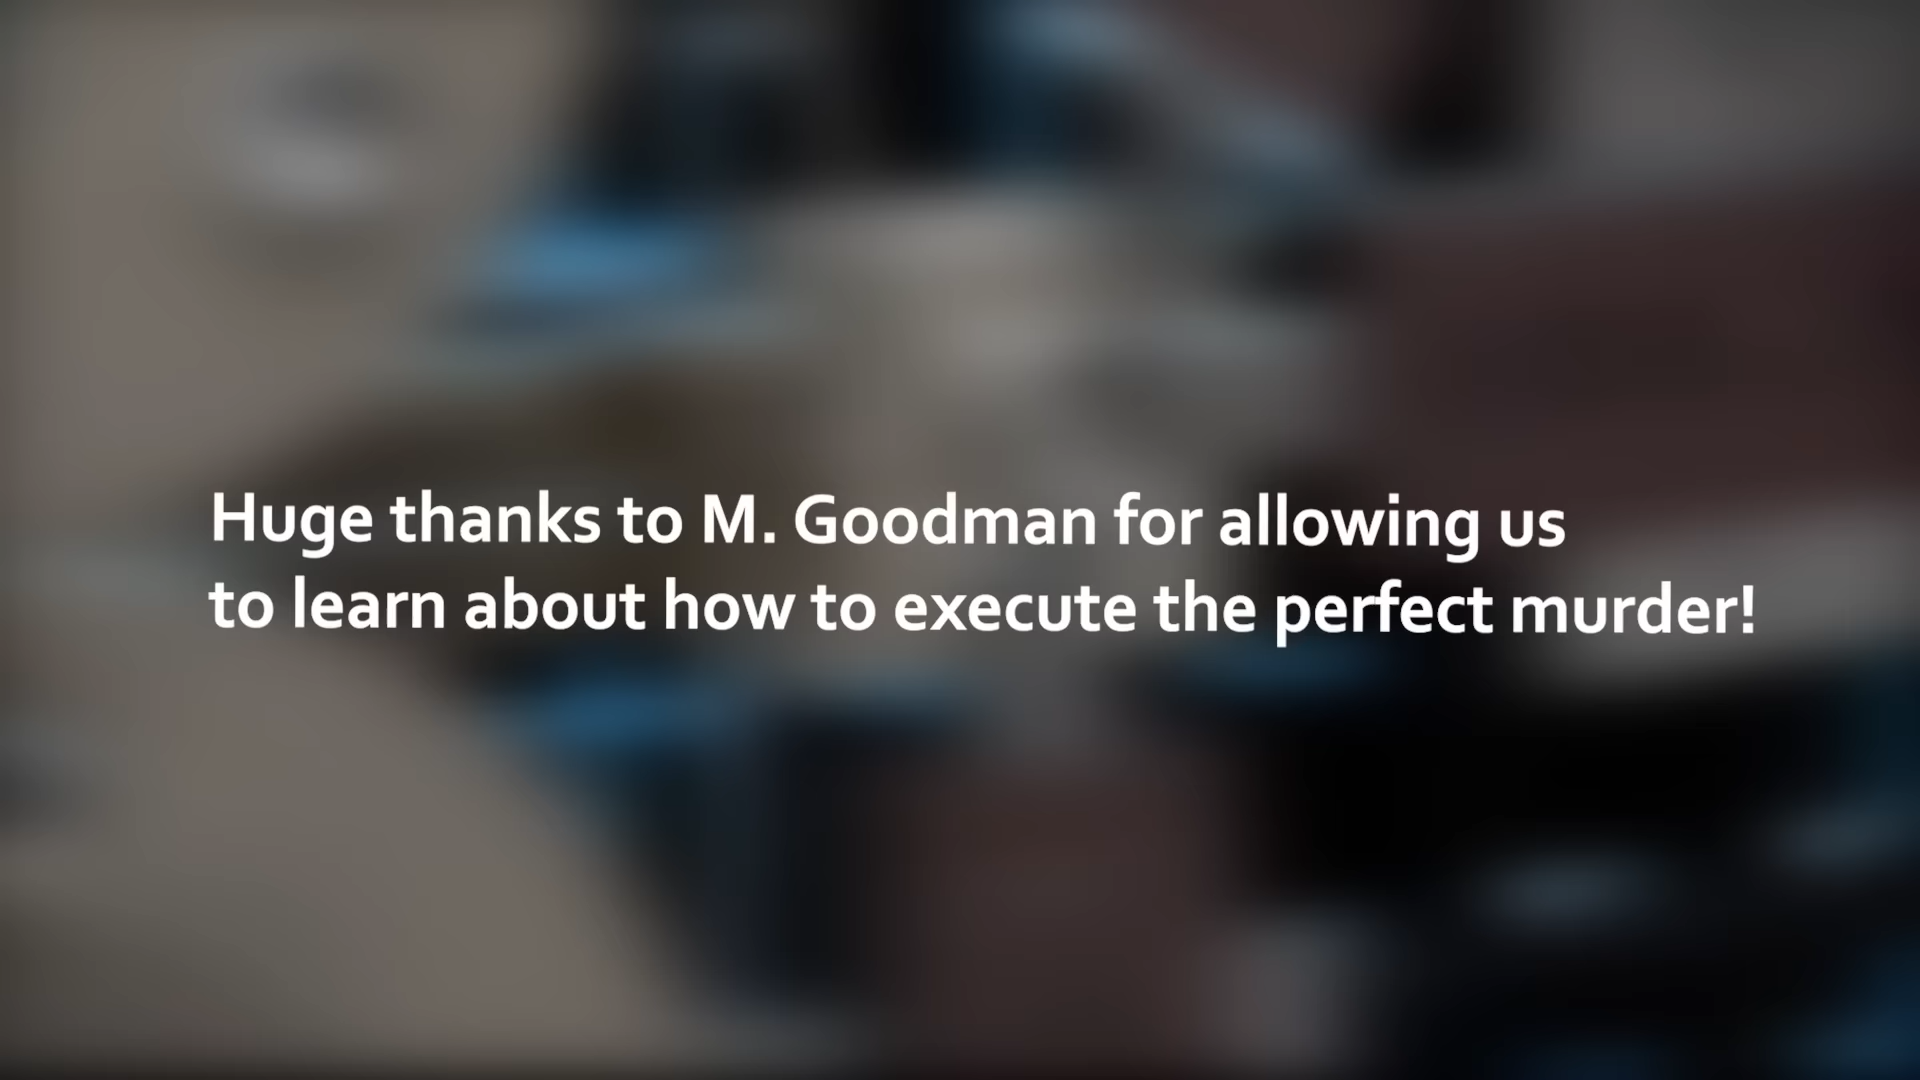 Huge thanks to M. Goodman for allowing us
to learn about how to execute the perfect murder!